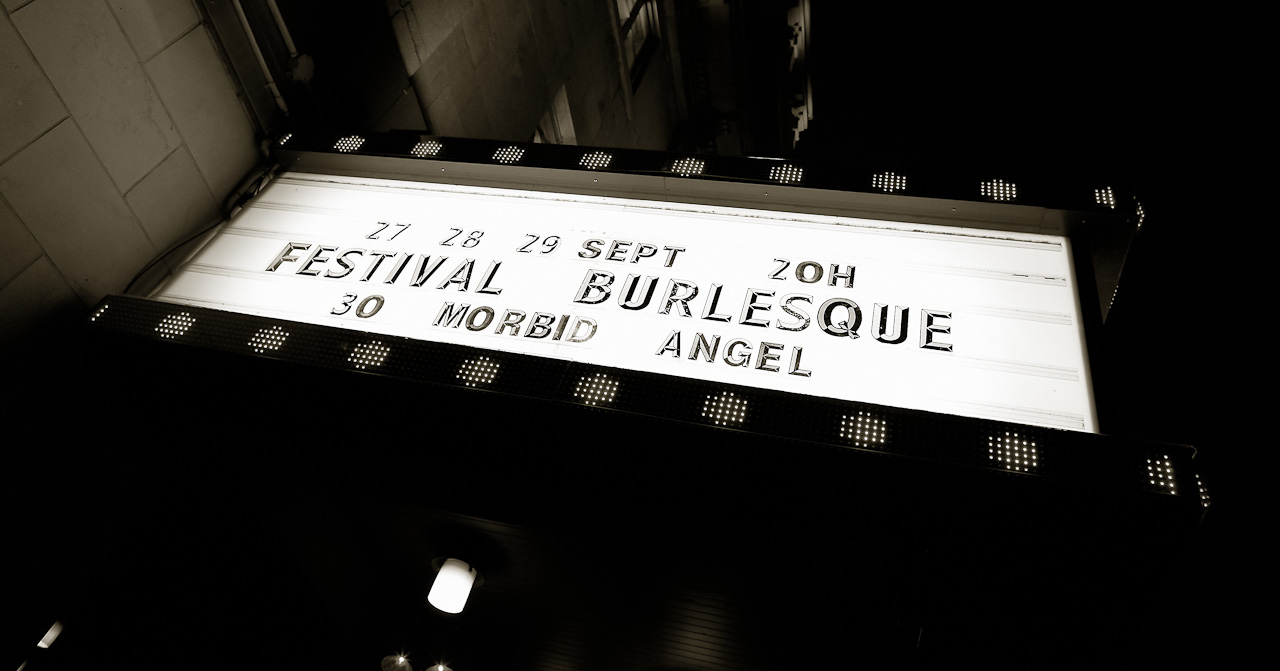 27 28 29 SEPT 20H
FESTIVAL BURLESQUE
30 MORBID ANGEL